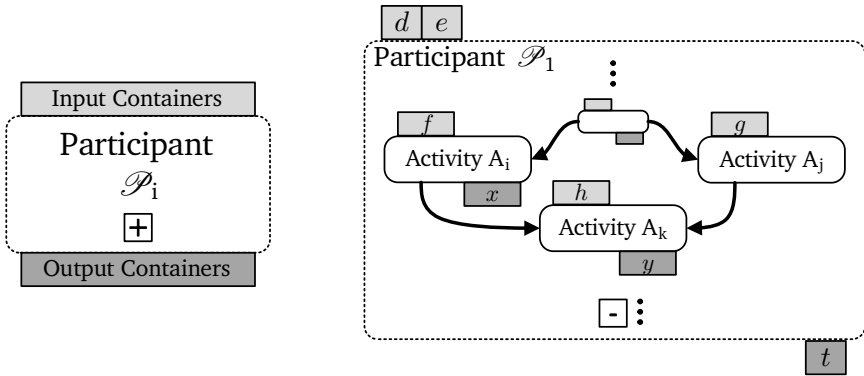 Input Containers
Participant
𝒫i
+
Output Containers
d e
Participant 𝒫1
f
g
Activity Ai
Activity Aj
x
h
Activity Ak
y
-
t